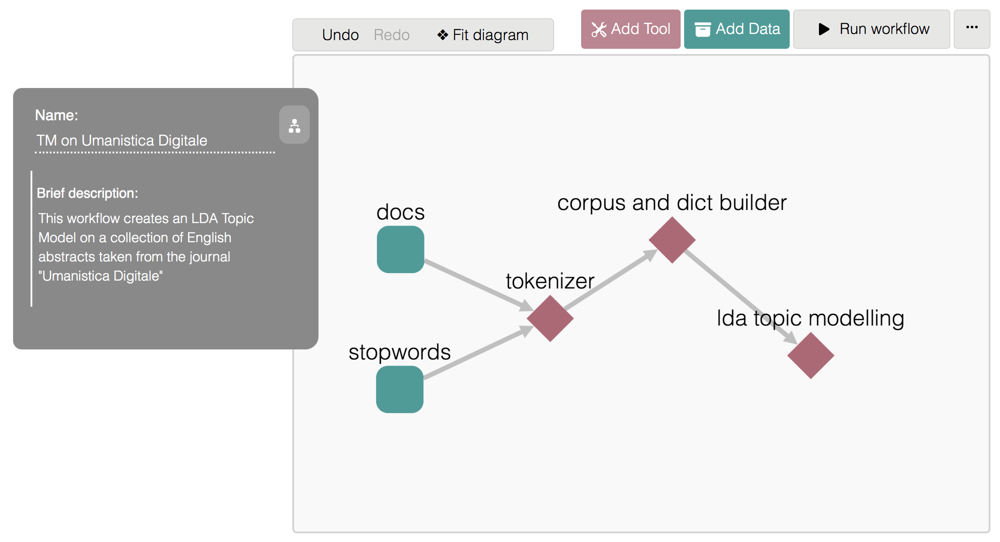 Undo Redo ❖ Fit diagram
Add Tool
Add Data
Run workflow
...
Name:
TM on Umanistica Digitale
Brief description:
This workflow creates an LDA Topic
Model on a collection of English
abstracts taken from the journal
"Umanistica Digitale"
docs
stopwords
tokenizer
corpus and dict builder
lda topic modelling